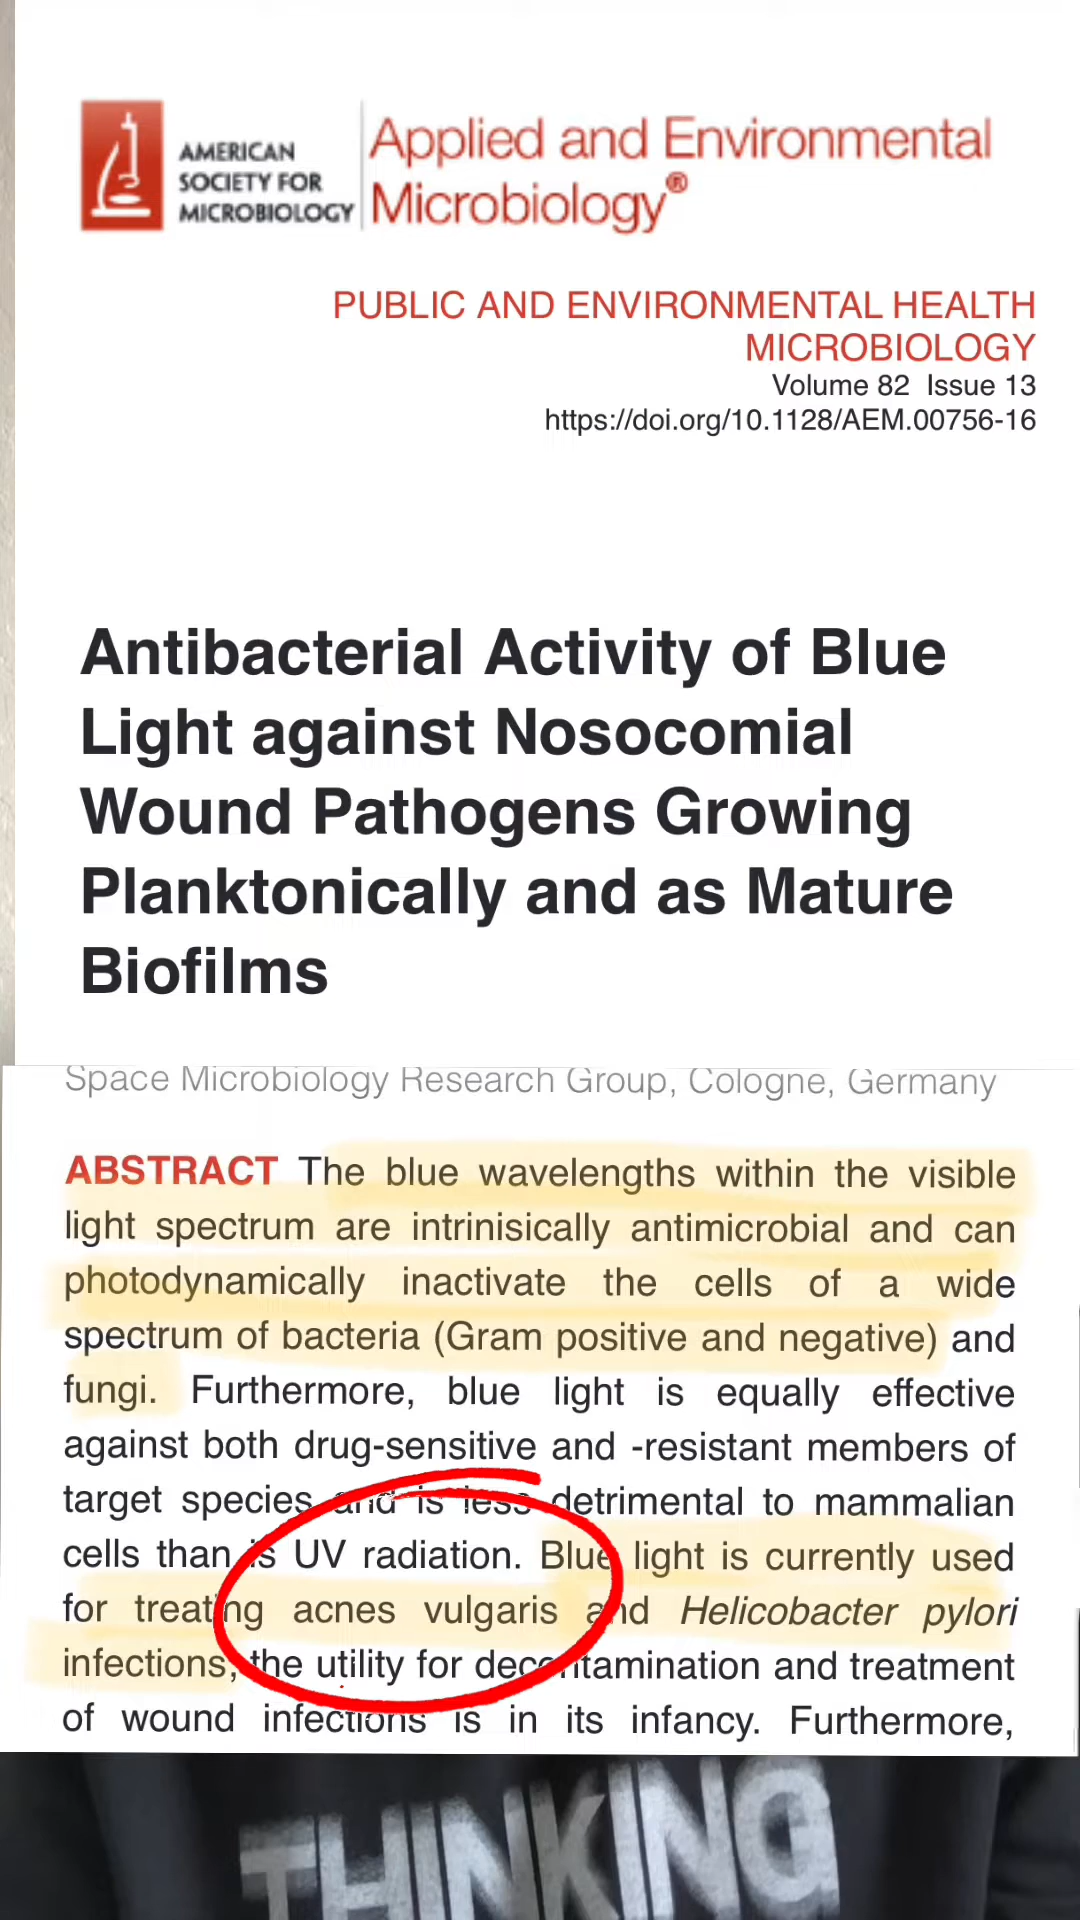 AMERICAN
SOCIETY FOR
MICROBIOLOGY
Applied and Environmental
Microbiology®
PUBLIC AND ENVIRONMENTAL HEALTH
MICROBIOLOGY
Volume 82 Issue 13
https://doi.org/10.1128/AEM.00756-16
Antibacterial Activity of Blue
Light against Nosocomial
Wound Pathogens Growing
Planktonically and as Mature
Biofilms
Space Microbiology Research Group, Cologne, Germany
ABSTRACT The blue wavelengths within the visible
light spectrum are intrinisically antimicrobial and can
photodynamically inactivate the cells of a wide
spectrum of bacteria (Gram positive and negative) and
fungi. Furthermore, blue light is equally effective
against both drug-sensitive and -resistant members of
target species and is less detrimental to mammalian
cells than is UV radiation. Blue light is currently used
for treating acnes vulgaris and Helicobacter pylori
infections; the utility for decontamination and treatment
of wound infections is in its infancy. Furthermore,
THINKING